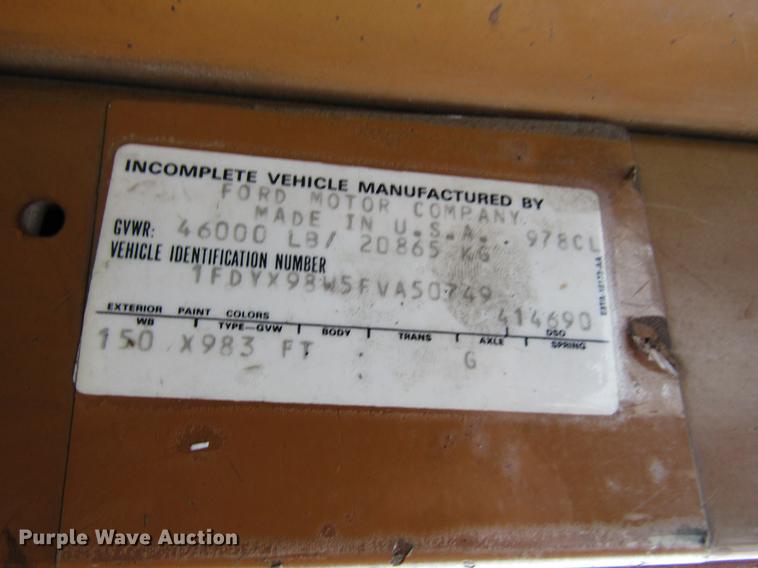 INCOMPLETE VEHICLE MANUFACTURED BY
FORD MOTOR COMPANY
MADE IN U.S.A.
GVWR: 46000 LB/ 20865 KG 978CL
VEHICLE IDENTIFICATION NUMBER
1FDYX98W5FVA50749
414690
EXTERIOR PAINT COLORS DSO
WB TYPE-GVW BODY TRANS AXLE SPRING
150 X983 FT G
Purple Wave Auction